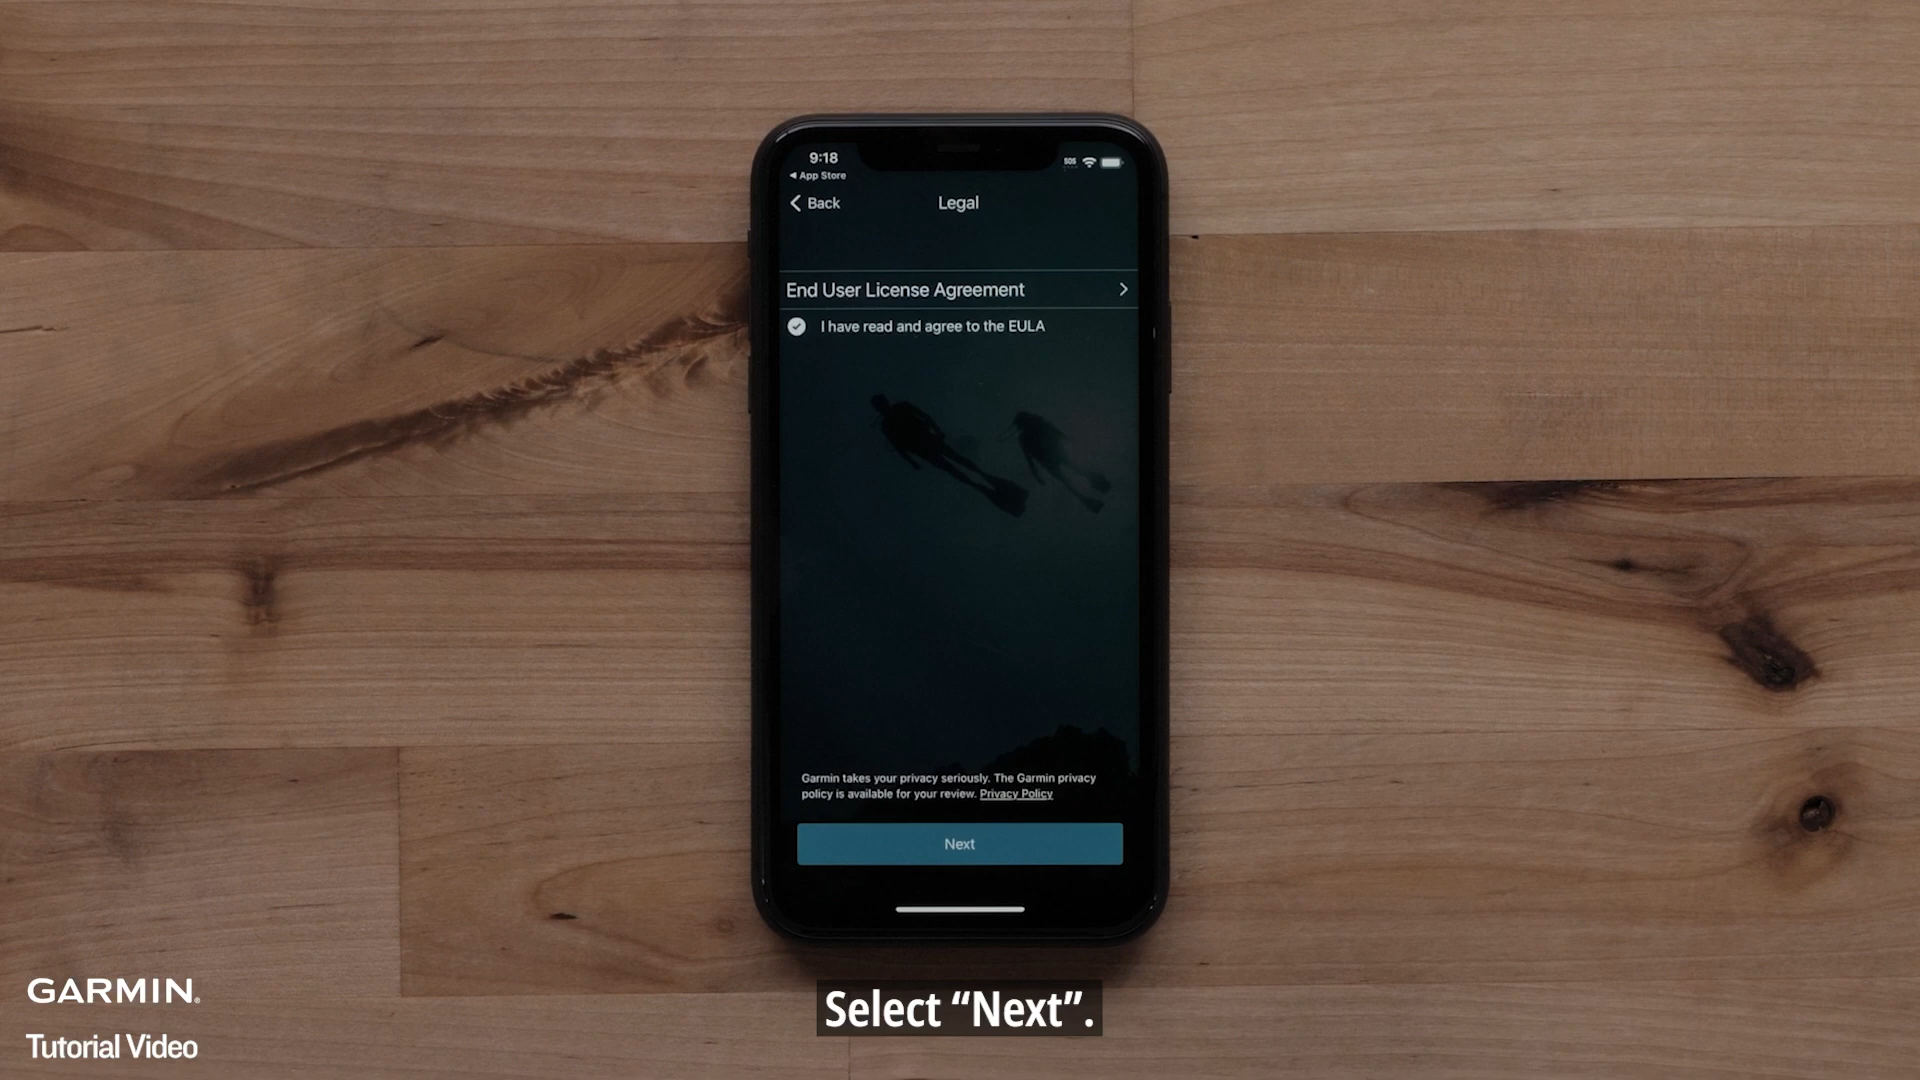 9:18
SOS
App Store
Back
Legal
End User License Agreement
I have read and agree to the EULA
Garmin takes your privacy seriously. The Garmin privacy
policy is available for your review. Privacy Policy
Next
GARMIN®
Tutorial Video
Select “Next”.